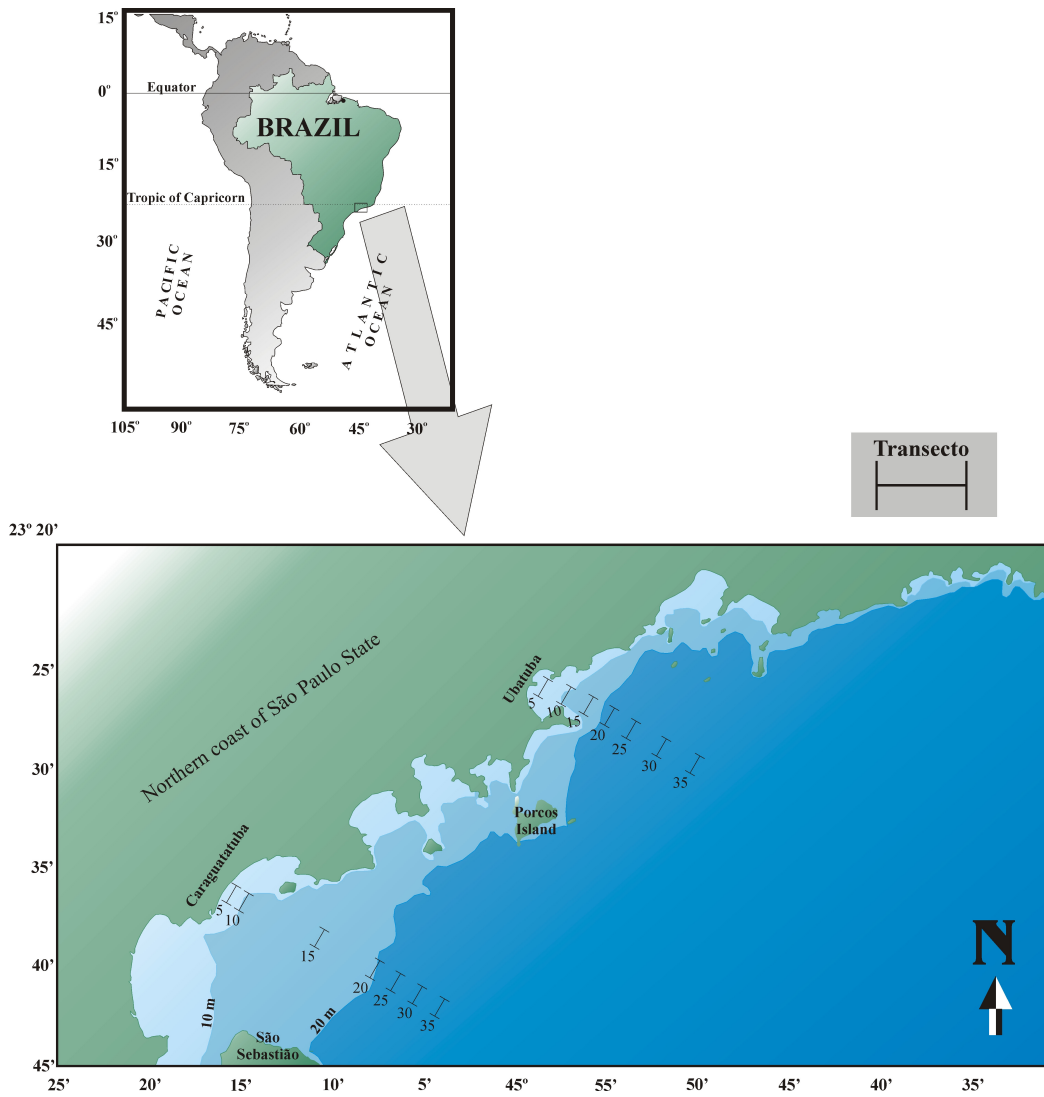 15º
0º
15º
30º
45º
Equator
BRAZIL
Tropic of Capricorn
PACIFIC
OCEAN
ATLANTIC
OCEAN
105º 90º 75º 60º 45º 30º
Transecto
23º 20’
25’
30’
35’
40’
45’
Northern coast of São Paulo State
Ubatuba
5
10
15
20
25
30
35
Porcos
Island
Caraguatatuba
5
10
15
20
25
30
35
10 m
20 m
São
Sebastião
N
25’ 20’ 15’ 10’ 5’ 45º 55’ 50’ 45’ 40’ 35’